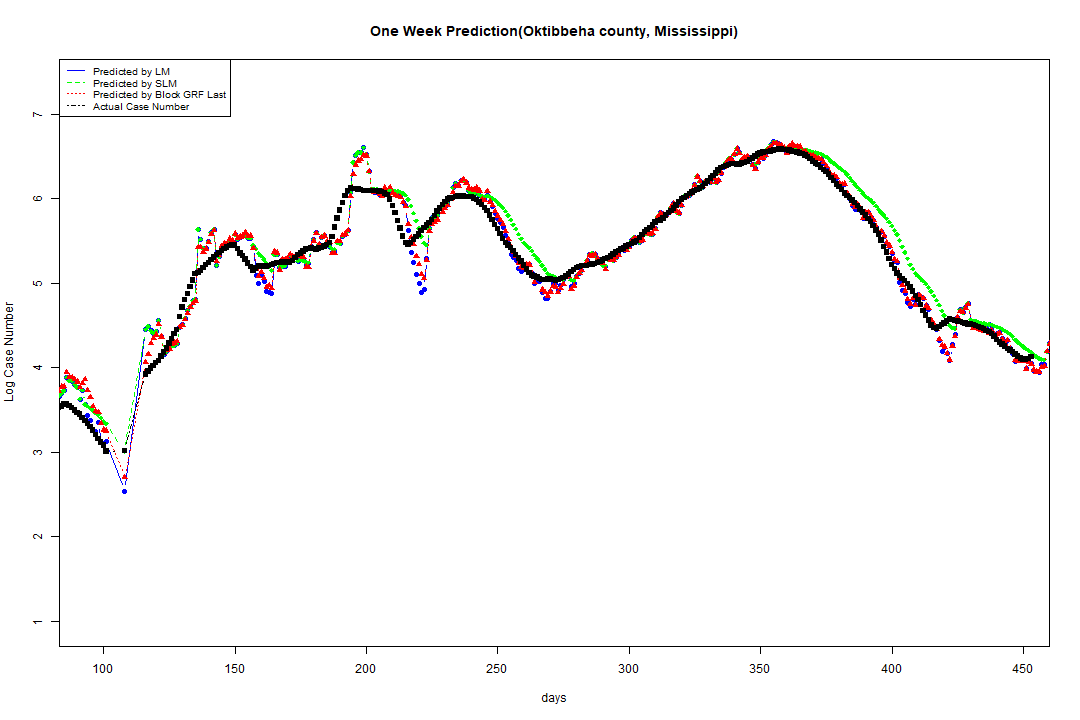 One Week Prediction(Oktibbeha county, Mississippi)
Predicted by LM
Predicted by SLM
Predicted by Block GRF Last
Actual Case Number
Log Case Number
7
6
5
4
3
2
1
100 150 200 250 300 350 400 450
days